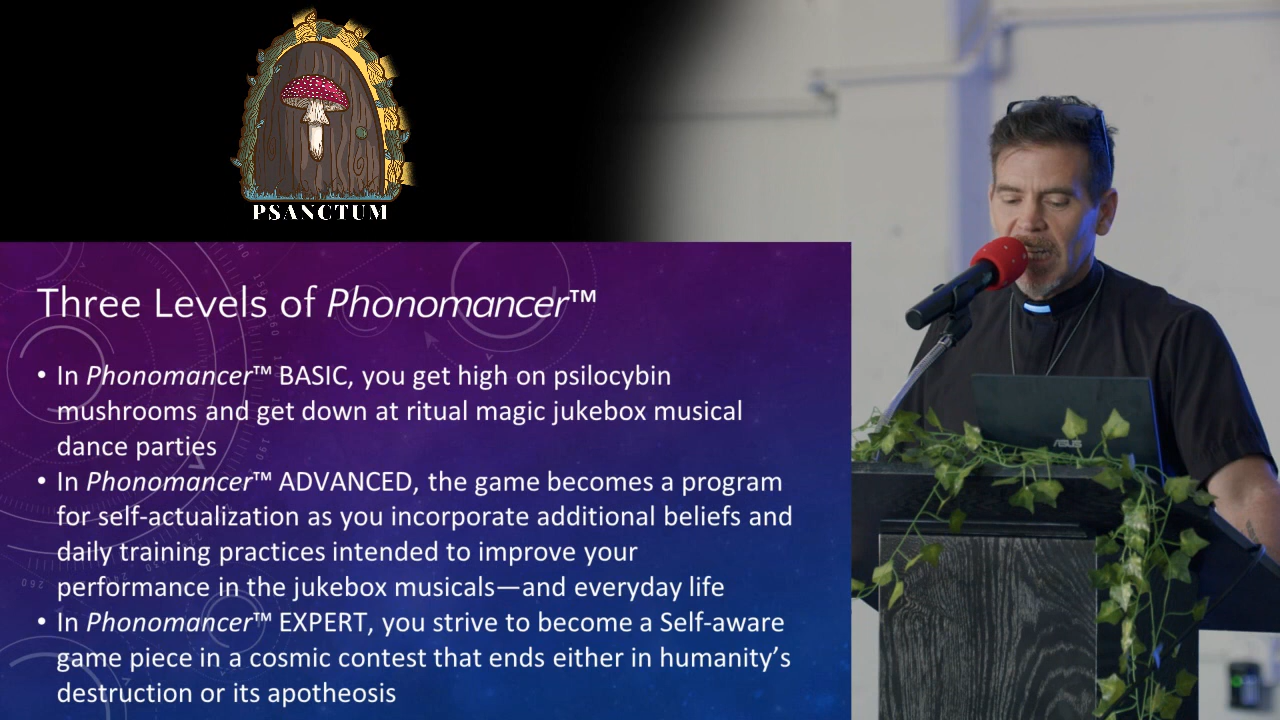 PSANCTUM
Three Levels of Phonomancer™
• In Phonomancer™ BASIC, you get high on psilocybin
mushrooms and get down at ritual magic jukebox musical
dance parties
• In Phonomancer™ ADVANCED, the game becomes a program
for self-actualization as you incorporate additional beliefs and
daily training practices intended to improve your
performance in the jukebox musicals—and everyday life
• In Phonomancer™ EXPERT, you strive to become a Self-aware
game piece in a cosmic contest that ends either in humanity’s
destruction or its apotheosis
ASUS